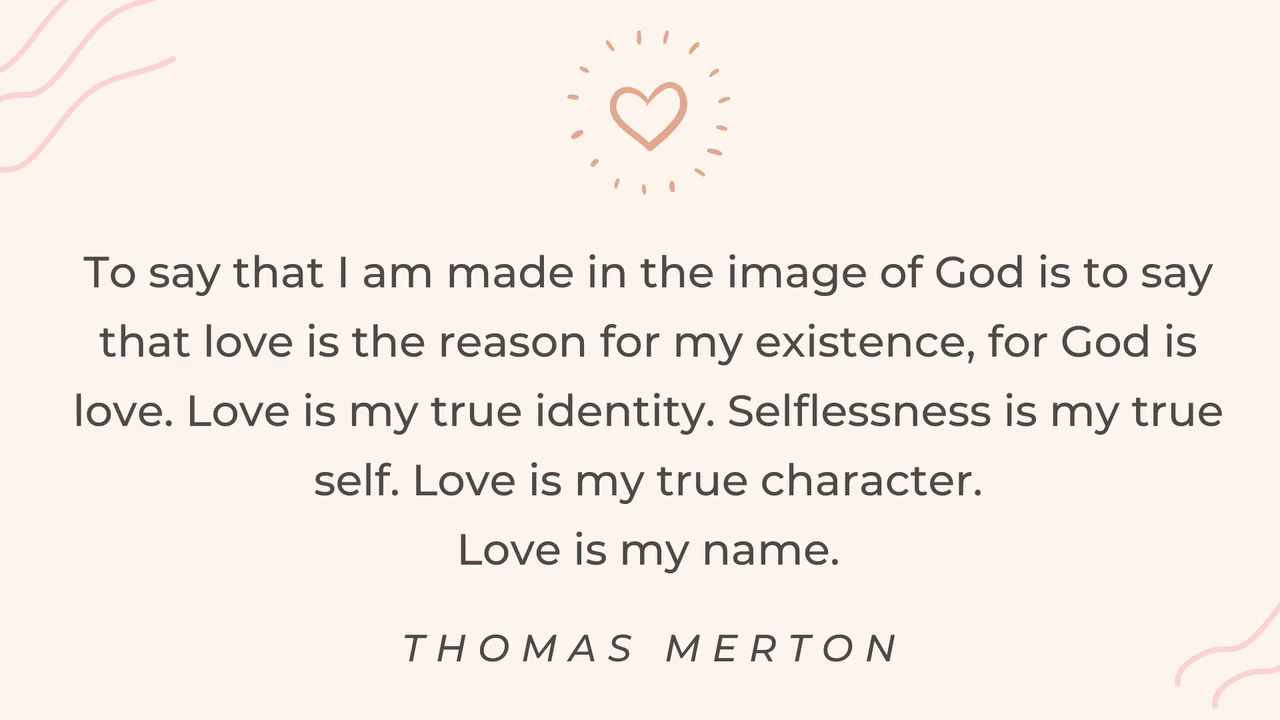 To say that I am made in the image of God is to say
that love is the reason for my existence, for God is
love. Love is my true identity. Selflessness is my true
self. Love is my true character.
Love is my name.
THOMAS MERTON